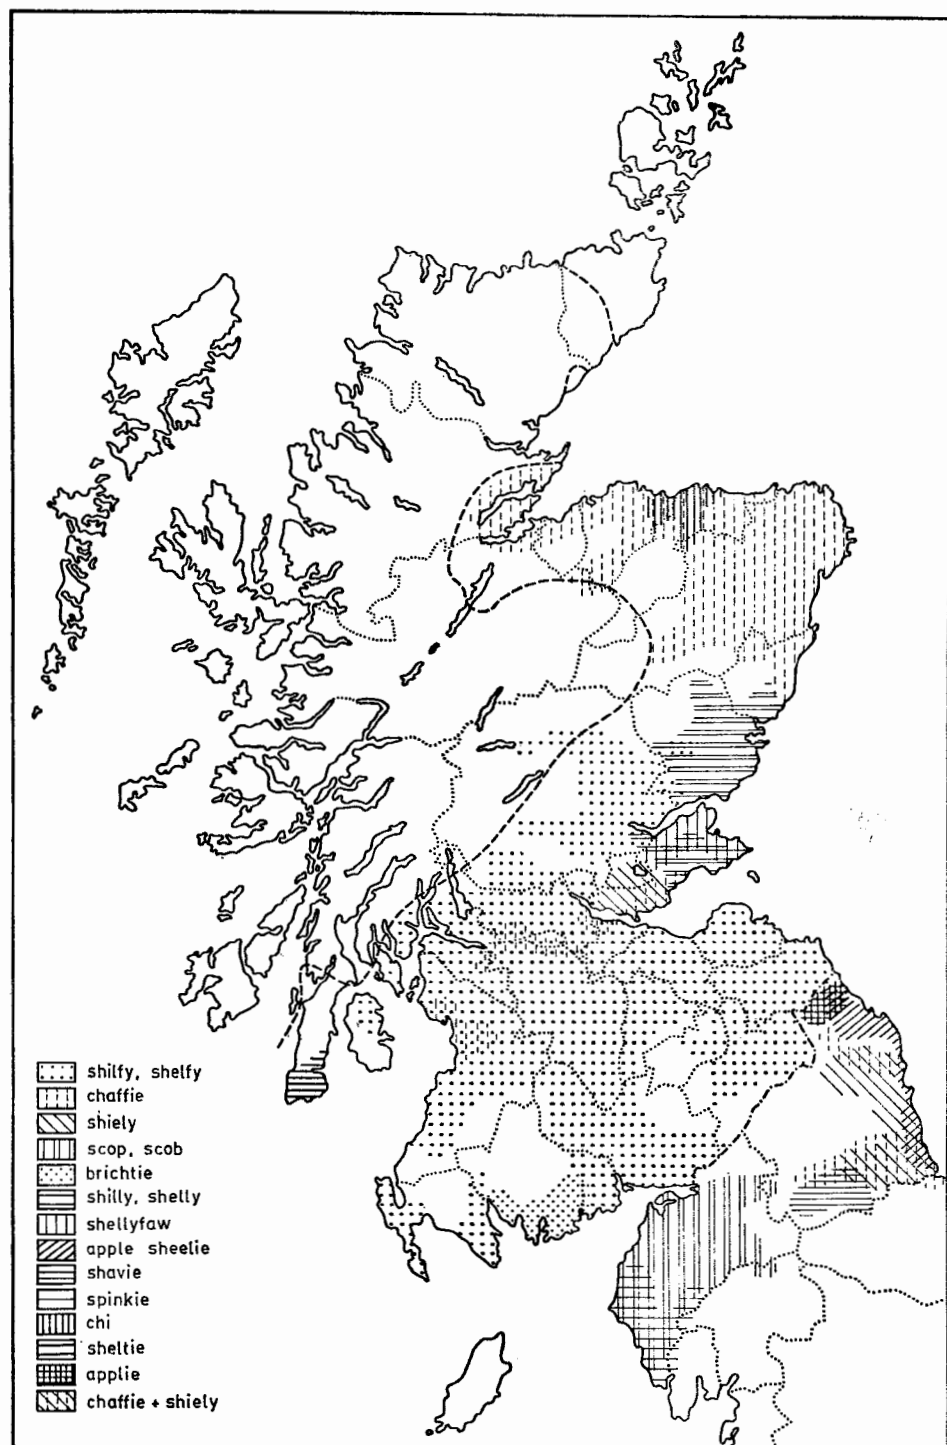 shilfy, shelfy
chaffie
shiely
scop, scob
brichtie
shilly, shelly
shellyfaw
apple sheelie
shavie
spinkie
chi
sheltie
applie
chaffie + shiely